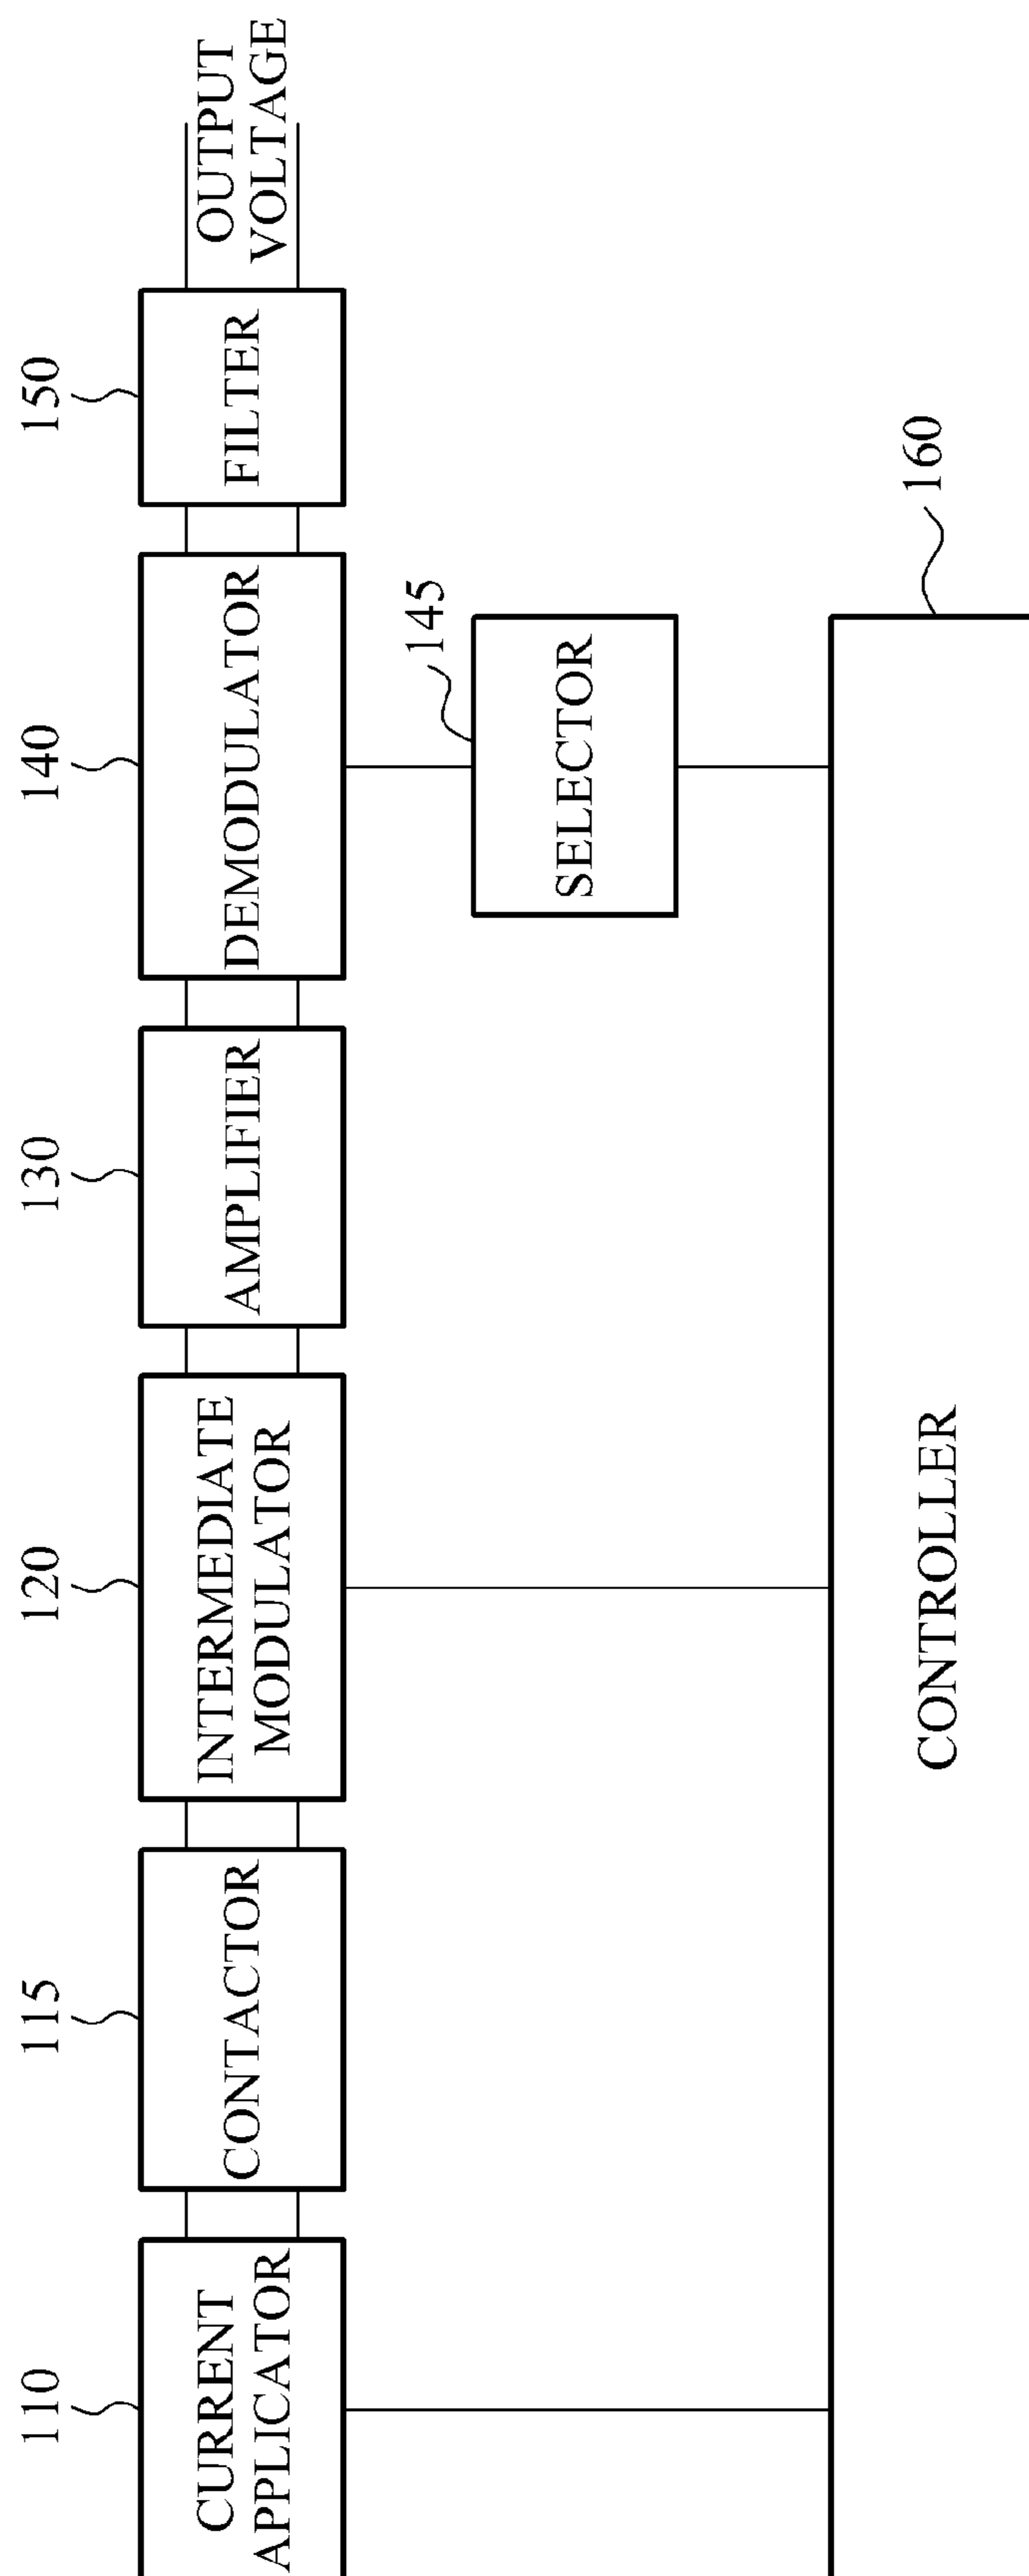 110
115
120
130
140
150
CURRENT
APPLICATOR
CONTACTOR
INTERMEDIATE
MODULATOR
AMPLIFIER
DEMODULATOR
FILTER
OUTPUT
VOLTAGE
145
SELECTOR
160
CONTROLLER